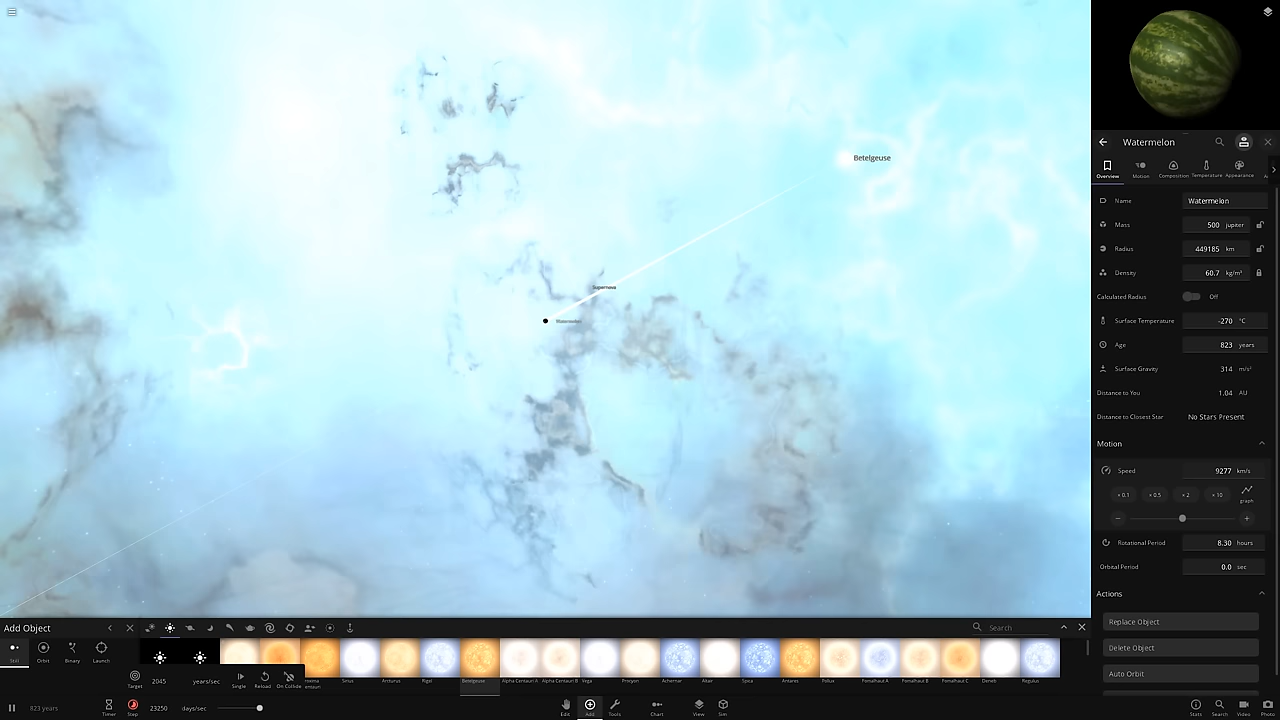 Betelgeuse
Supernova
Watermelon
Watermelon
Overview
Motion
Composition
Temperature
Appearance
Name
Watermelon
Mass
500 jupiter
Radius
449185 km
Density
60.7 kg/m³
Calculated Radius
Off
Surface Temperature
-270 °C
Age
823 years
Surface Gravity
314 m/s²
Distance to You
1.04 AU
Distance to Closest Star
No Stars Present
Motion
Speed
9277 km/s
× 0.1
× 0.5
× 2
× 10
graph
Rotational Period
8.30 hours
Orbital Period
0.0 sec
Actions
Replace Object
Delete Object
Auto Orbit
Add Object
Search
Still
Orbit
Binary
Launch
Target
2045 years/sec
Single
Reload
On Collide
Sirius
Arcturus
Rigel
Betelgeuse
Alpha Centauri A
Alpha Centauri B
Vega
Procyon
Achernar
Altair
Spica
Antares
Pollux
Fomalhaut A
Fomalhaut B
Fomalhaut C
Deneb
Regulus
823 years
Timer
Step
23250 days/sec
Edit
Add
Tools
Chart
View
Sim
Stats
Search
Video
Photo